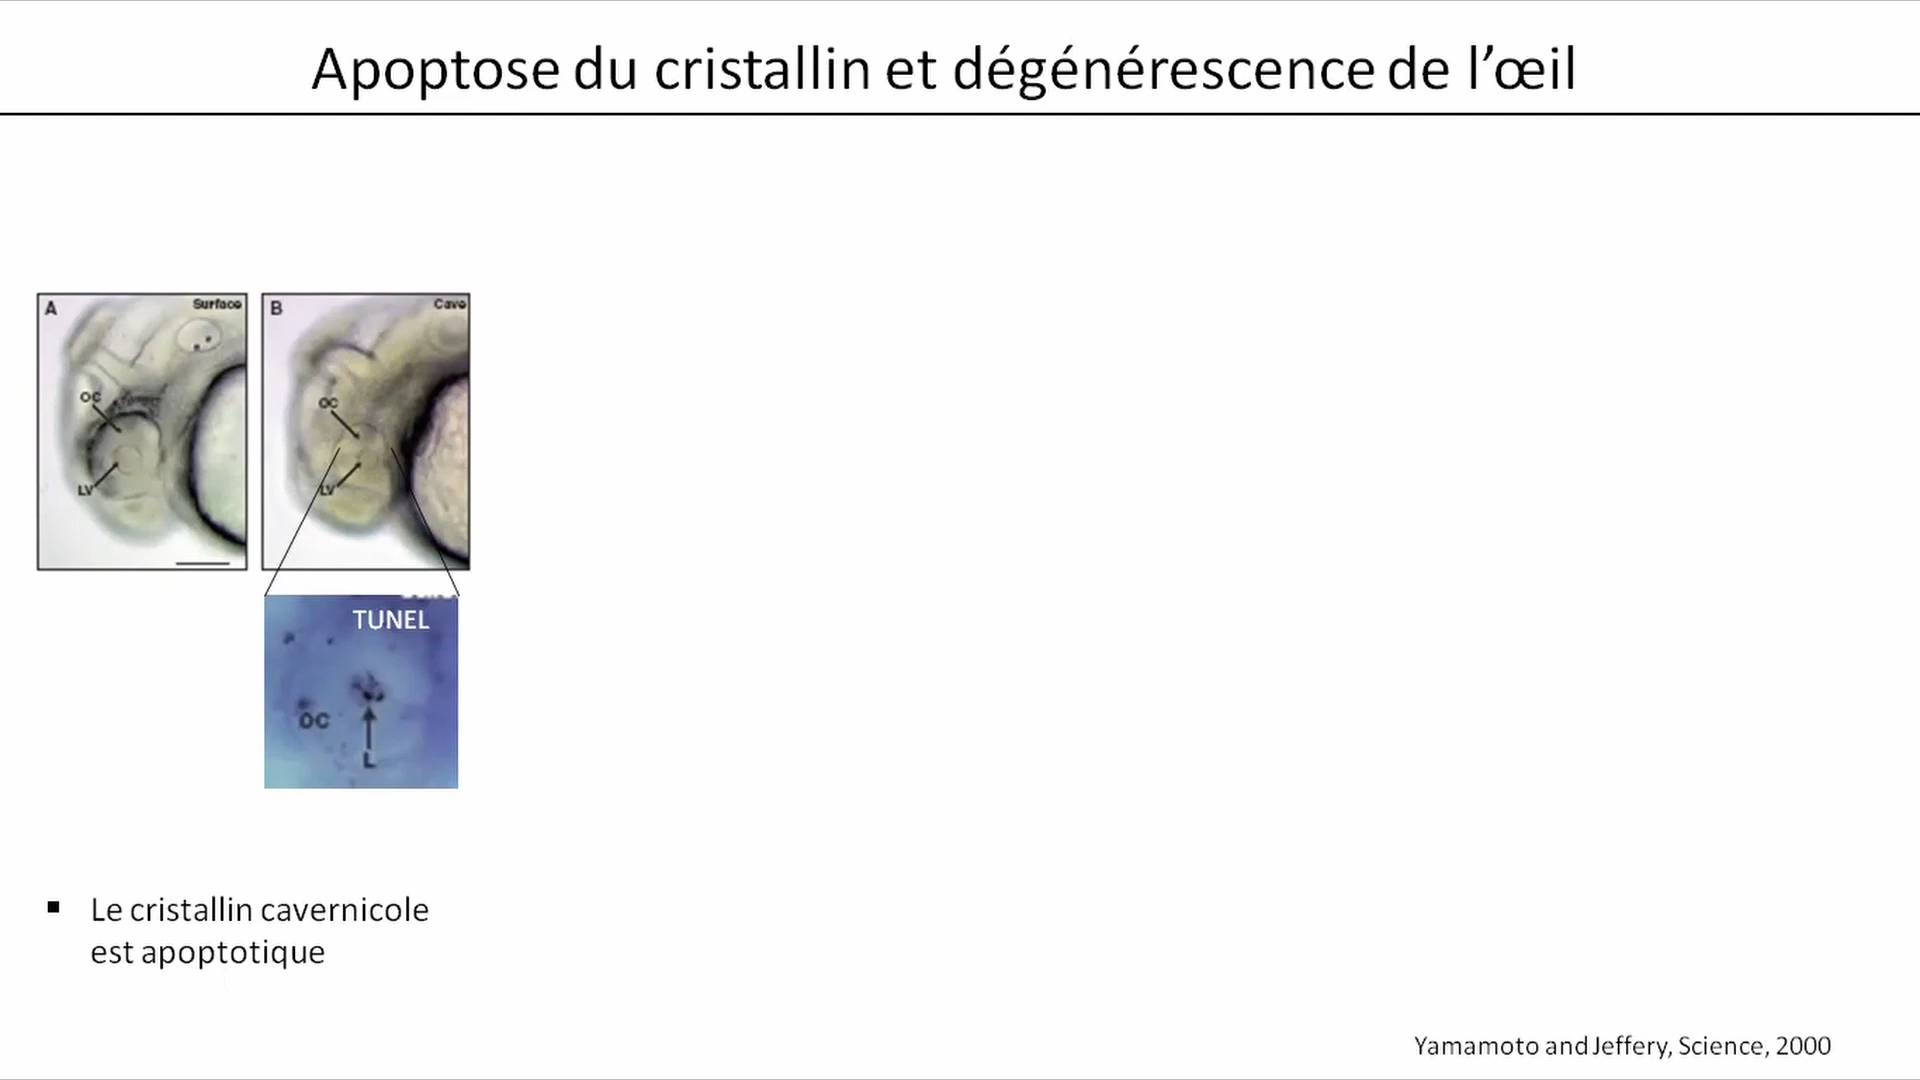 Apoptose du cristallin et dégénérescence de l’œil
A
Surface
B
Cave
OC
OC
LV
LV
TUNEL
OC
L
▪ Le cristallin cavernicole
est apoptotique
Yamamoto and Jeffery, Science, 2000